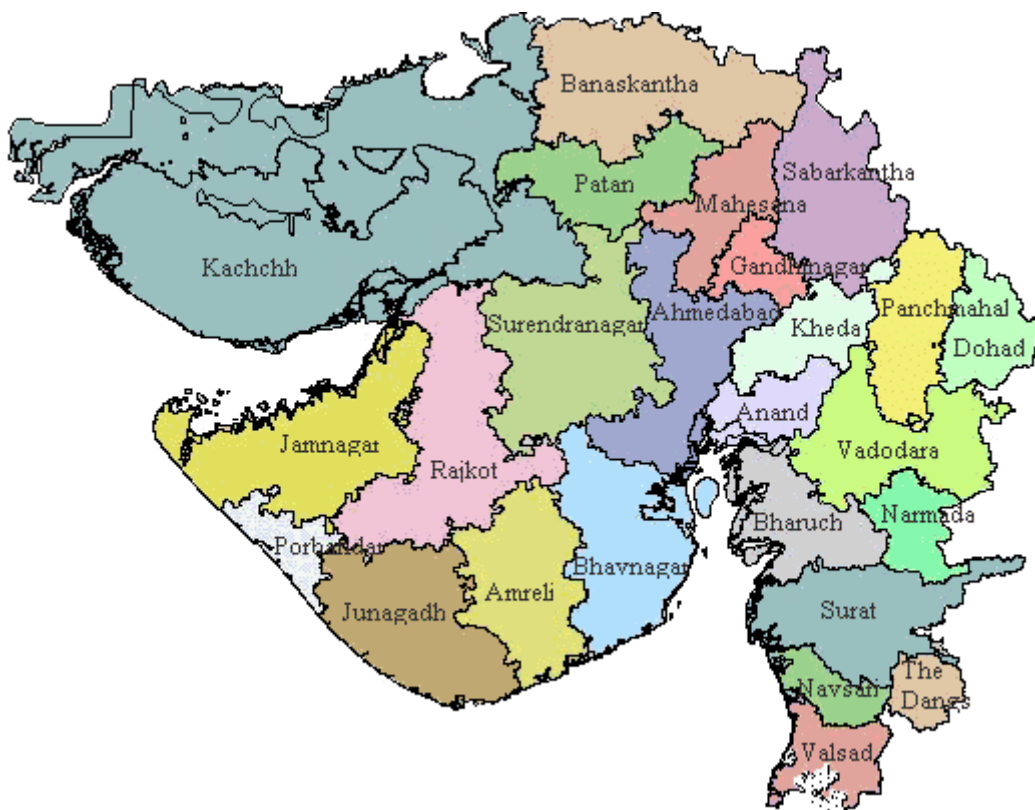 Banaskantha
Sabarkantha
Patan
Mahesana
Kachchh
Gandhinagar
Panchmahal
Surendranagar
Ahmedabad
Kheda
Dohad
Anand
Jamnagar
Rajkot
Vadodara
Narmada
Bharuch
Porbandar
Bhavnagar
Amreli
Junagadh
Surat
The
Dangs
Navsari
Valsad